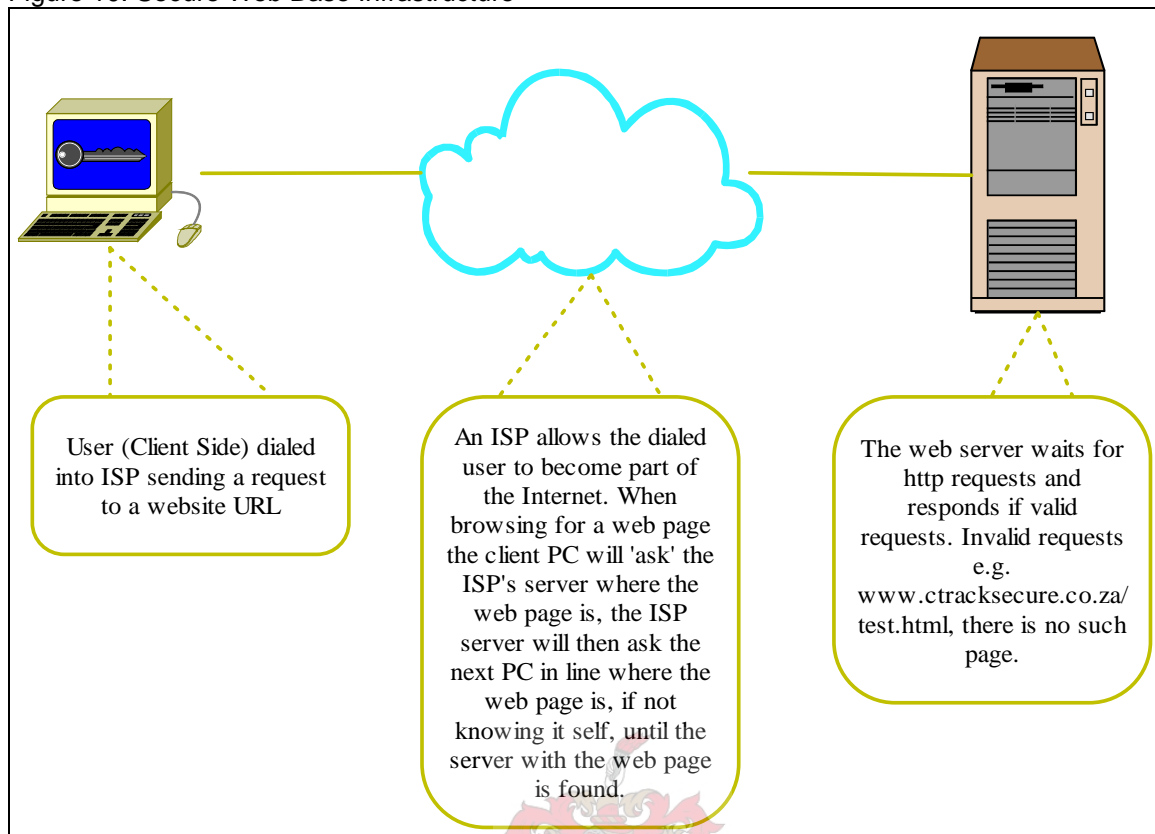 Figure 10: Secure Web Base Infrastructure
User (Client Side) dialed
into ISP sending a request
to a website URL
An ISP allows the dialed
user to become part of
the Internet. When
browsing for a web page
the client PC will 'ask' the
ISP's server where the
web page is, the ISP
server will then ask the
next PC in line where the
web page is, if not
knowing it self, until the
server with the web page
is found.
The web server waits for
http requests and
responds if valid
requests. Invalid requests
e.g.
www.ctracksecure.co.za/
test.html, there is no such
page.